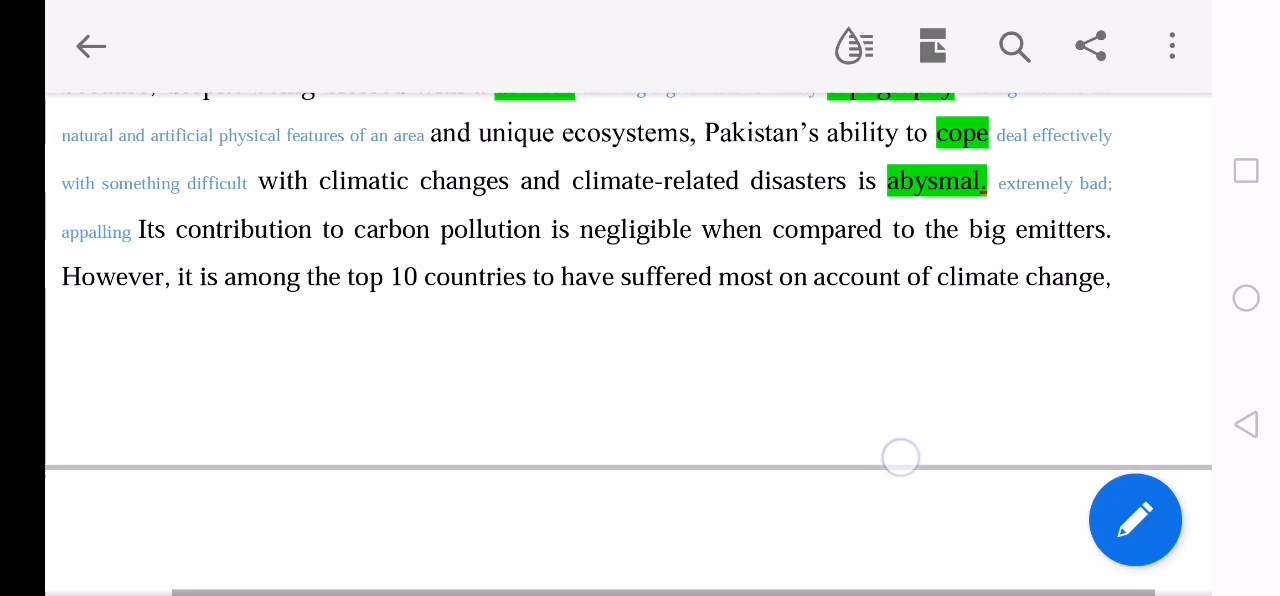 natural and artificial physical features of an area and unique ecosystems, Pakistan’s ability to cope deal effectively
with something difficult with climatic changes and climate-related disasters is abysmal. extremely bad;
appalling Its contribution to carbon pollution is negligible when compared to the big emitters.
However, it is among the top 10 countries to have suffered most on account of climate change,